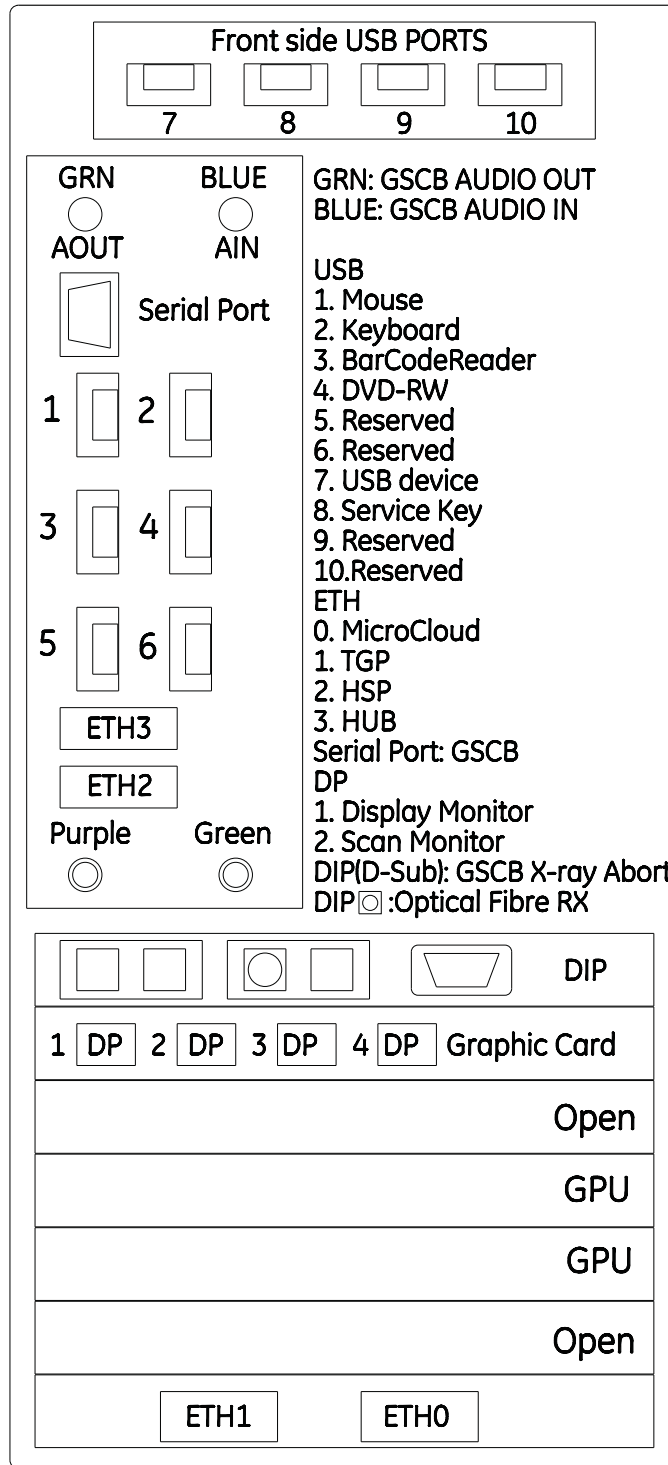 Front side USB PORTS
7 8 9 10
GRN BLUE
AOUT AIN
Serial Port
1 2
3 4
5 6
ETH3
ETH2
Purple Green
GRN: GSCB AUDIO OUT
BLUE: GSCB AUDIO IN
USB
1. Mouse
2. Keyboard
3. BarCodeReader
4. DVD-RW
5. Reserved
6. Reserved
7. USB device
8. Service Key
9. Reserved
10.Reserved
ETH
0. MicroCloud
1. TGP
2. HSP
3. HUB
Serial Port: GSCB
DP
1. Display Monitor
2. Scan Monitor
DIP(D-Sub): GSCB X-ray Abort
DIP :Optical Fibre RX
DIP
1 DP 2 DP 3 DP 4 DP Graphic Card
Open
GPU
GPU
Open
ETH1 ETH0